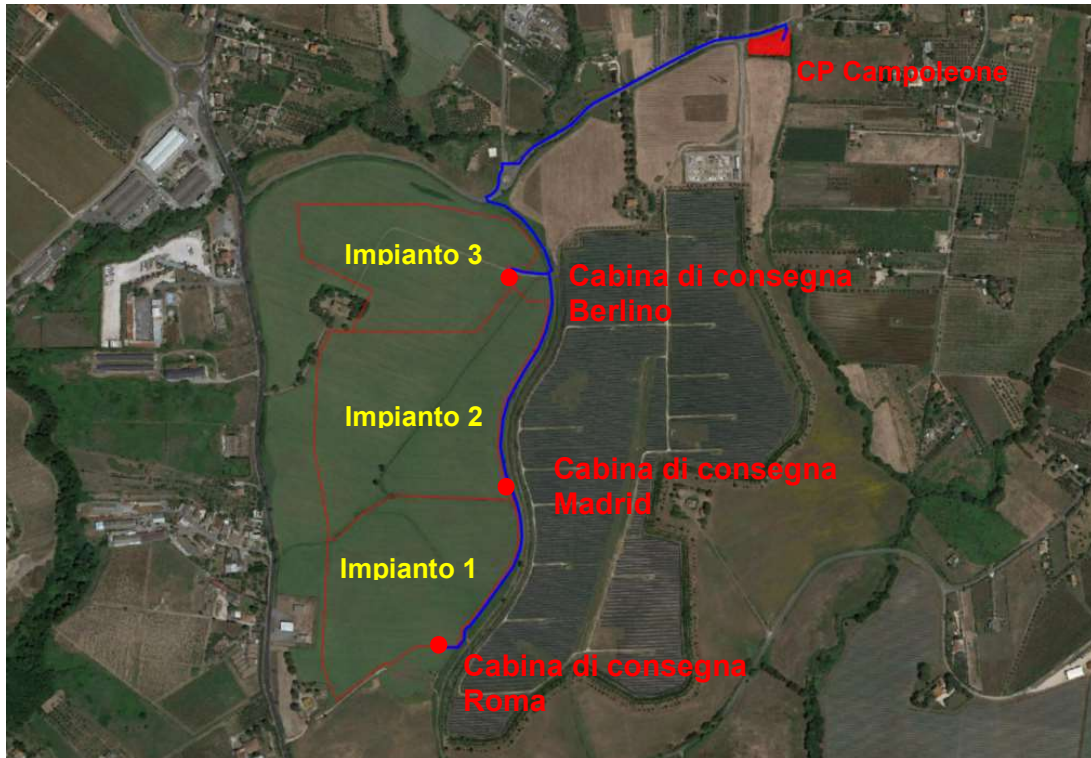 CP Campoleone
Impianto 3
Cabina di consegna
Berlino
Impianto 2
Cabina di consegna
Madrid
Impianto 1
Cabina di consegna
Roma